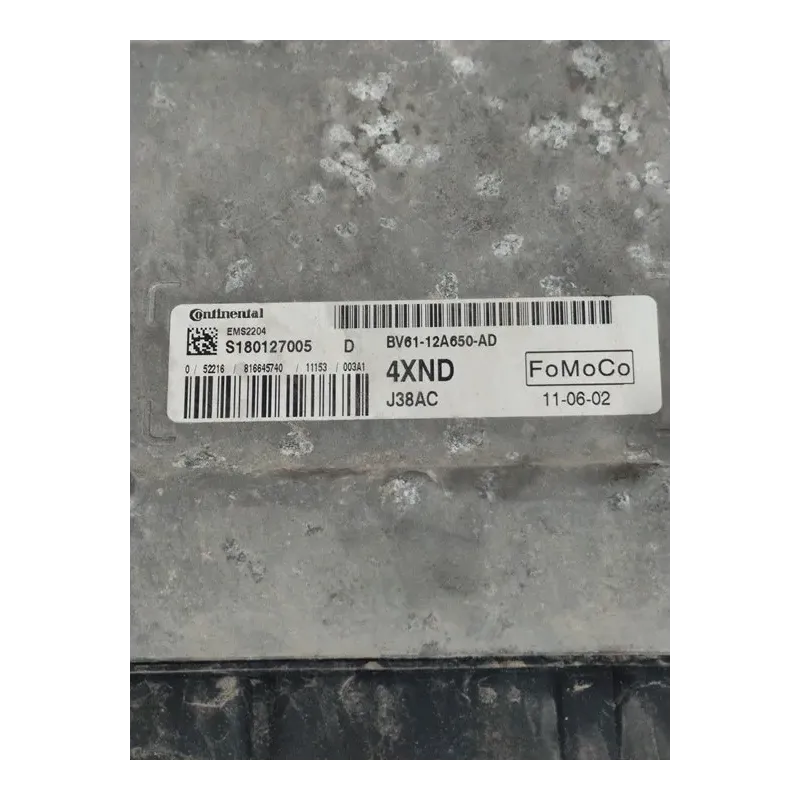 Continental
EMS2204
S180127005 D
0 / 52216 / 816645740 / 11153 / 003A1
BV61-12A650-AD
4XND
J38AC
FoMoCo
11-06-02